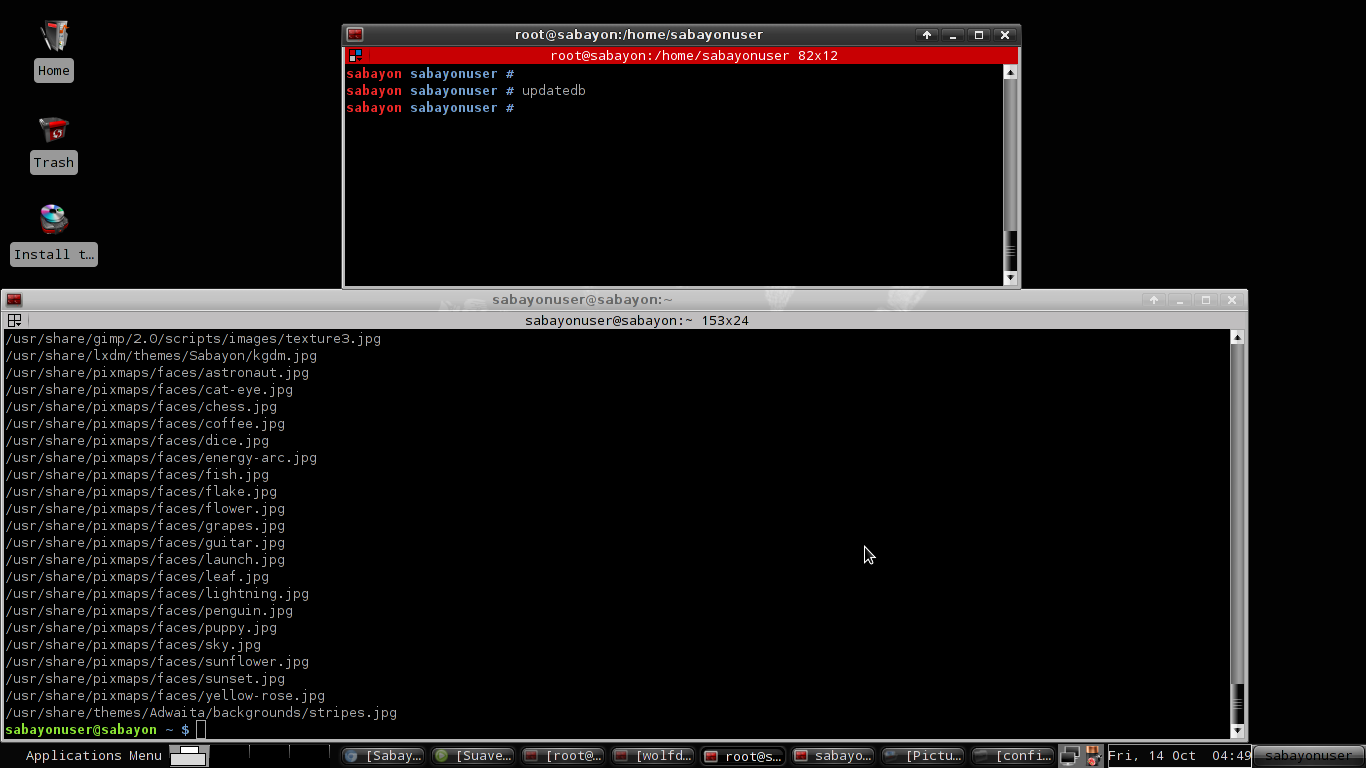 Home
Trash
Install t...
root@sabayon:/home/sabayonuser
root@sabayon:/home/sabayonuser 82x12
sabayon sabayonuser #
sabayon sabayonuser # updatedb
sabayon sabayonuser #
sabayonuser@sabayon:~
sabayonuser@sabayon:~ 153x24
/usr/share/gimp/2.0/scripts/images/texture3.jpg
/usr/share/lxdm/themes/Sabayon/kgdm.jpg
/usr/share/pixmaps/faces/astronaut.jpg
/usr/share/pixmaps/faces/cat-eye.jpg
/usr/share/pixmaps/faces/chess.jpg
/usr/share/pixmaps/faces/coffee.jpg
/usr/share/pixmaps/faces/dice.jpg
/usr/share/pixmaps/faces/energy-arc.jpg
/usr/share/pixmaps/faces/fish.jpg
/usr/share/pixmaps/faces/flake.jpg
/usr/share/pixmaps/faces/flower.jpg
/usr/share/pixmaps/faces/grapes.jpg
/usr/share/pixmaps/faces/guitar.jpg
/usr/share/pixmaps/faces/launch.jpg
/usr/share/pixmaps/faces/leaf.jpg
/usr/share/pixmaps/faces/lightning.jpg
/usr/share/pixmaps/faces/penguin.jpg
/usr/share/pixmaps/faces/puppy.jpg
/usr/share/pixmaps/faces/sky.jpg
/usr/share/pixmaps/faces/sunflower.jpg
/usr/share/pixmaps/faces/sunset.jpg
/usr/share/pixmaps/faces/yellow-rose.jpg
/usr/share/themes/Adwaita/backgrounds/stripes.jpg
sabayonuser@sabayon ~ $
Applications Menu [Sabay... [Suave... [root@... [wolfd... root@s... sabayo... [Pictu... [confi... Fri, 14 Oct 04:49 sabayonuser